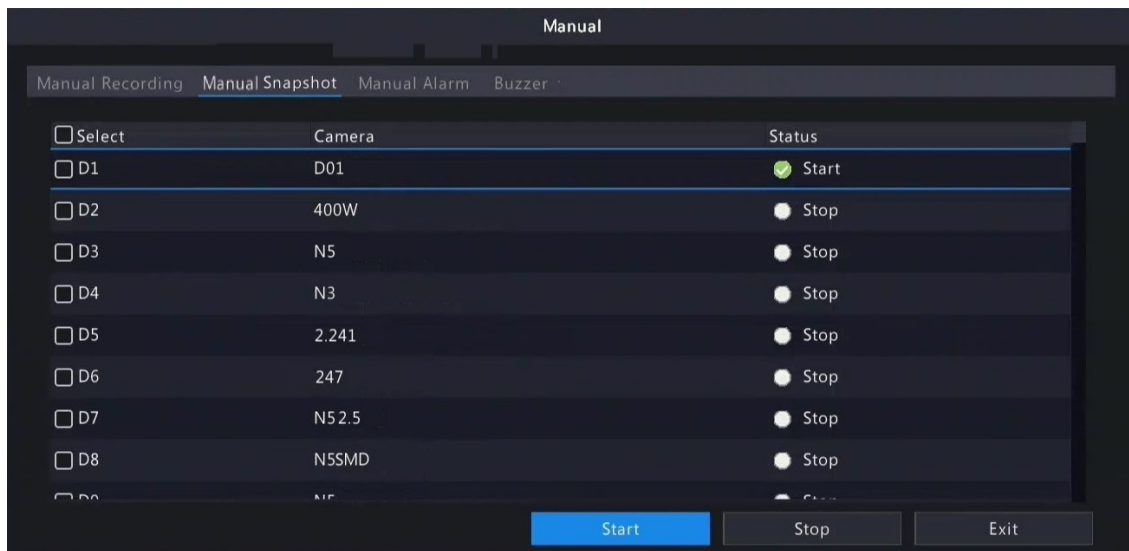 Manual
Manual Recording Manual Snapshot Manual Alarm Buzzer
Select Camera Status
D1 D01 Start
D2 400W Stop
D3 N5 Stop
D4 N3 Stop
D5 2.241 Stop
D6 247 Stop
D7 N52.5 Stop
D8 N5SMD Stop
Start Stop Exit